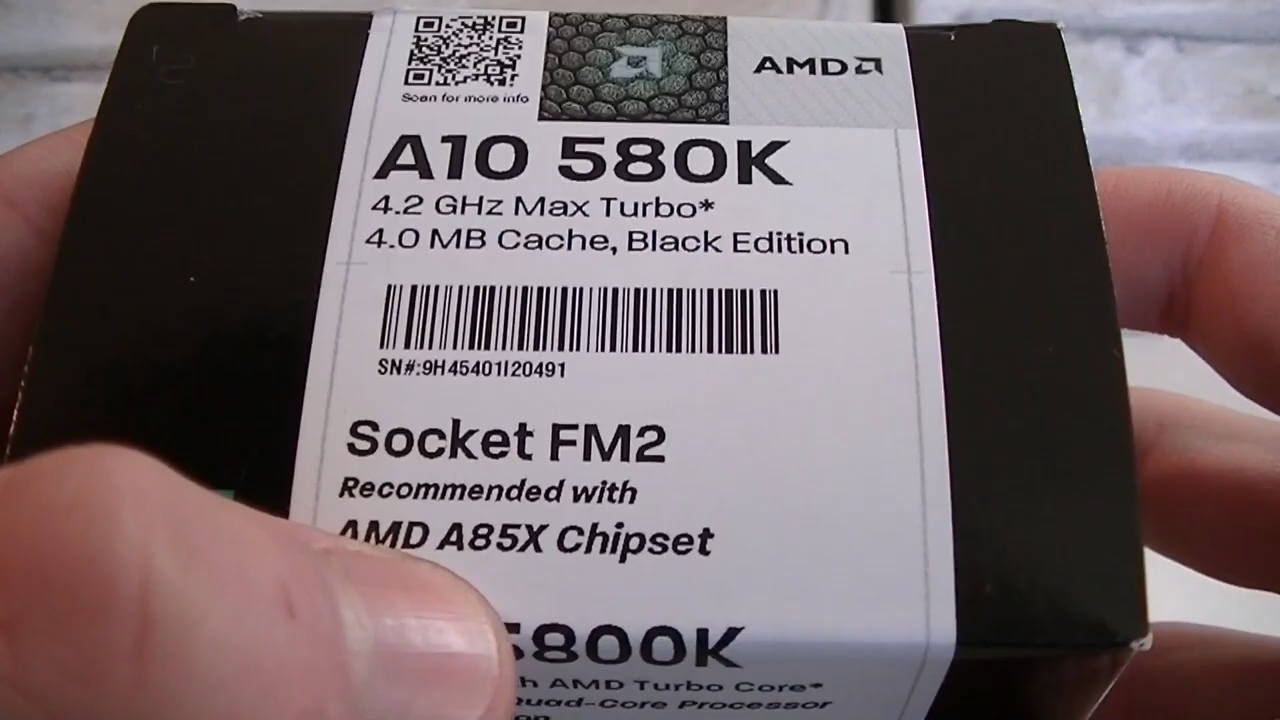 Scan for more info
AMD
A10 580K
4.2 GHz Max Turbo*
4.0 MB Cache, Black Edition
SN#:9H45401I20491
Socket FM2
Recommended with
AMD A85X Chipset
5800K
AMD Turbo Core*
Quad-Core Processor